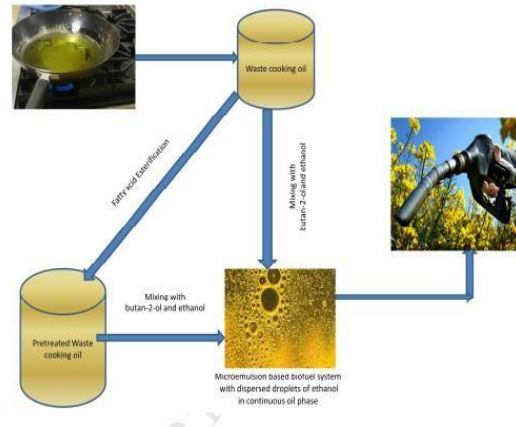 Waste cooking oil
Fatty acid Esterification
Mixing with
butan-2-ol and ethanol
Mixing with
butan-2-ol and ethanol
Pretreated Waste
cooking oil
Microemulsion based biofuel system
with dispersed droplets of ethanol
in continuous oil phase